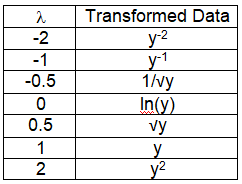 λ Transformed Data
-2 y⁻²
-1 y⁻¹
-0.5 1/√y
0 ln(y)
0.5 √y
1 y
2 y²